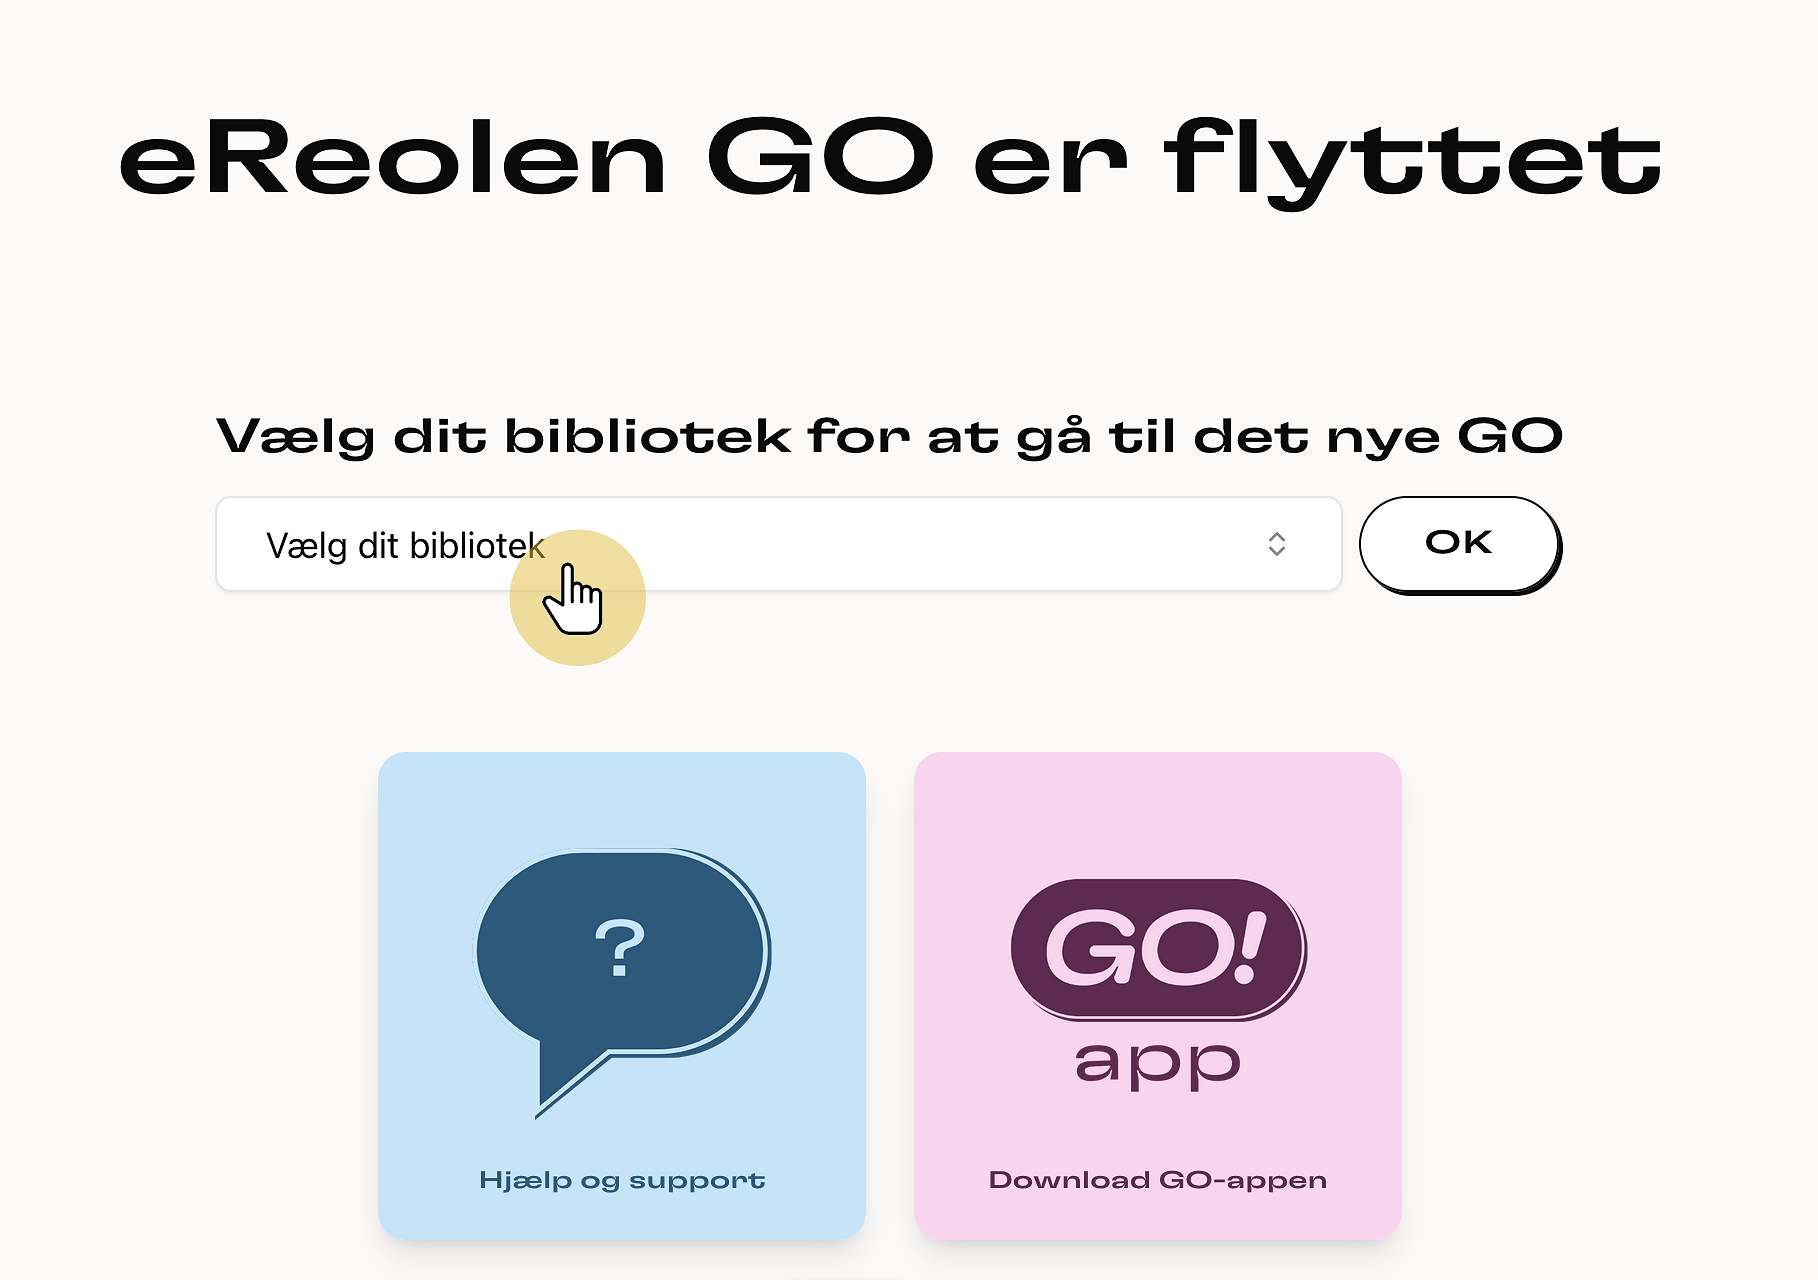 eReolen GO er flyttet
Vælg dit bibliotek for at gå til det nye GO
Vælg dit bibliotek
OK
?
GO!
app
Hjælp og support
Download GO-appen